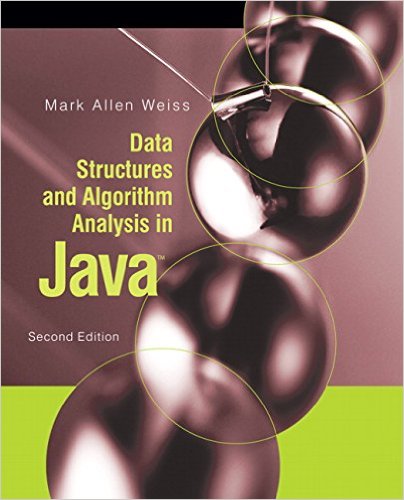 Mark Allen Weiss
Data
Structures
and Algorithm
Analysis in
Java™
Second Edition